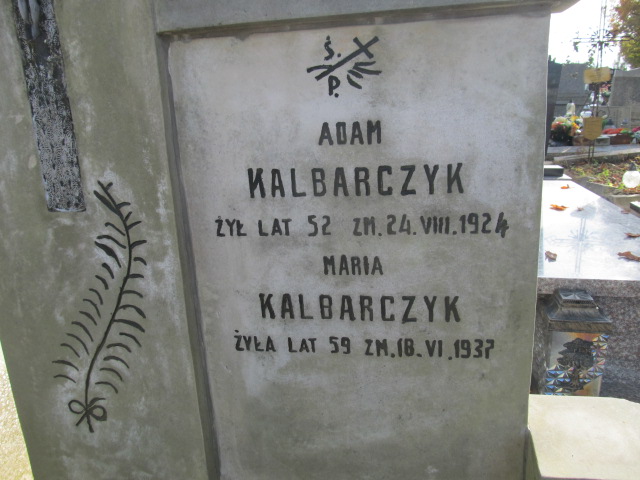 Ś.
P.
ADAM
KALBARCZYK
ŻYŁ LAT 52 ZM.24.VIII.1924
MARIA
KALBARCZYK
ŻYŁA LAT 59 ZM.18.VI.1937